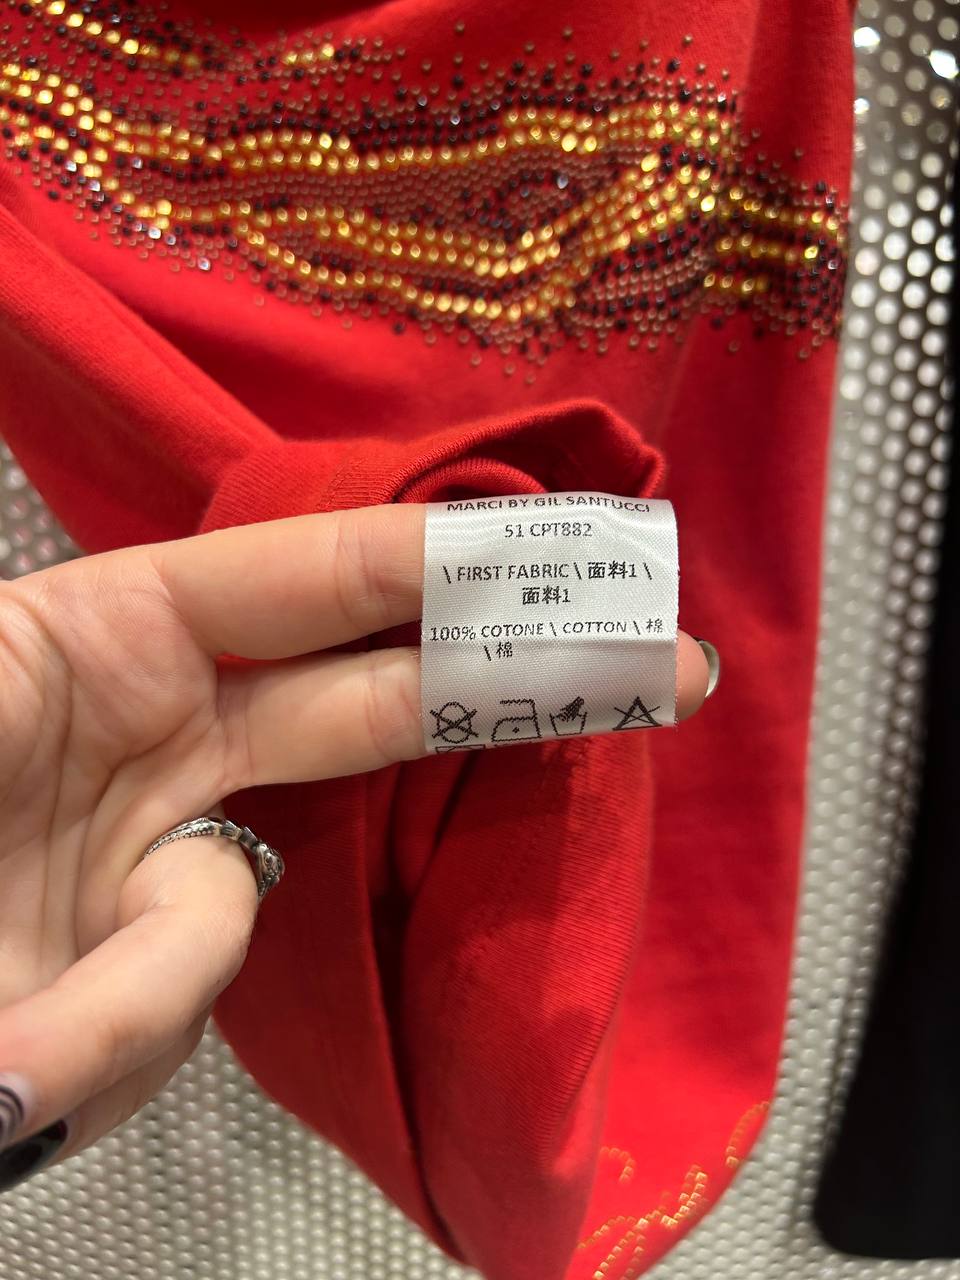 MARCI BY GIL SANTUCCI
51 CPT882
\ FIRST FABRIC \ 面料1 \
面料1
100% COTONE \ COTTON \ 棉
\ 棉